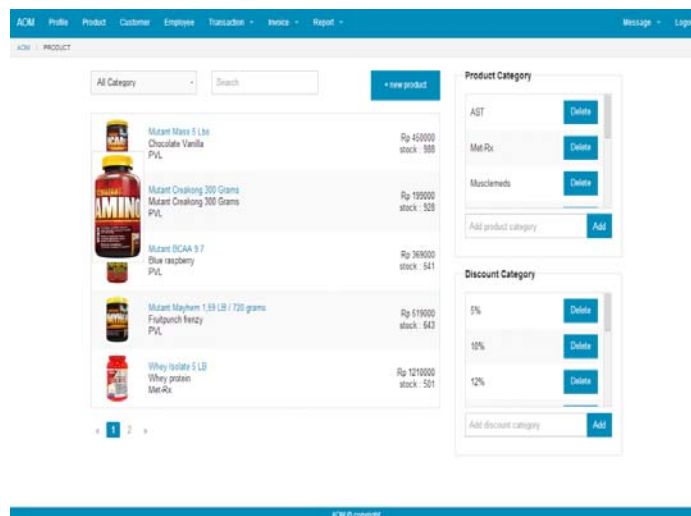 AOM Profile Product Customer Employee Transaction Invoice Report Message Logo
AOM / PRODUCT
All Category Search + new product
Mutant Mass 5 Lbs
Chocolate Vanilla
PVL
Rp 450000
stock : 988
Mutant Creakong 300 Grams
Mutant Creakong 300 Grams
PVL
Rp 199000
stock : 928
Mutant BCAA 9.7
Blue raspberry
PVL
Rp 369000
stock : 641
Mutant Mayhem 1,59 LB / 720 grams
Fruitpunch frenzy
PVL
Rp 519000
stock : 643
Whey Isolate 5 LB
Whey protein
Met-Rx
Rp 1210000
stock : 501
« 1 2 »
AMINO
Product Category
AST Delete
Met-Rx Delete
Musclemeds Delete
Add product category Add
Discount Category
5% Delete
10% Delete
12% Delete
Add discount category Add
AOM © copyright